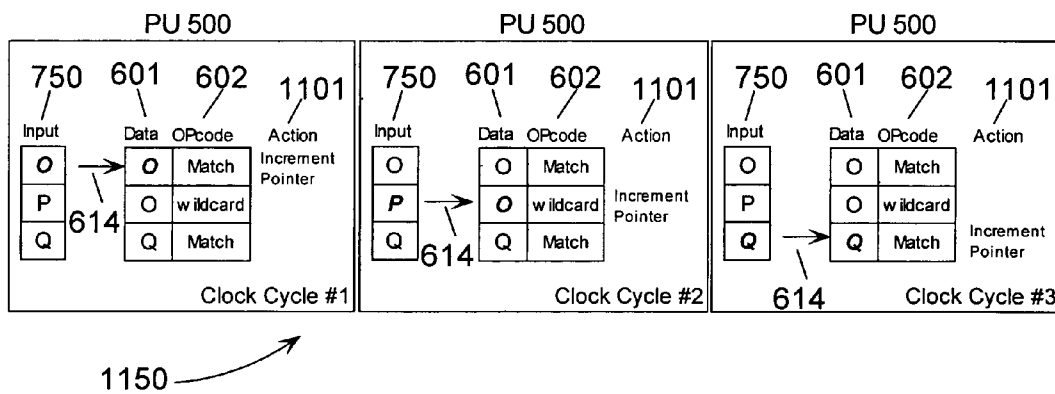 PU 500
PU 500
PU 500
750 601 602 1101
Input Data OPcode Action
O O Match Increment Pointer
P O wildcard
Q Q Match
614
Clock Cycle #1
750 601 602 1101
Input Data OPcode Action
O O Match
P O wildcard Increment Pointer
Q Q Match
614
Clock Cycle #2
750 601 602 1101
Input Data OPcode Action
O O Match
P O wildcard
Q Q Match Increment Pointer
614
Clock Cycle #3
1150